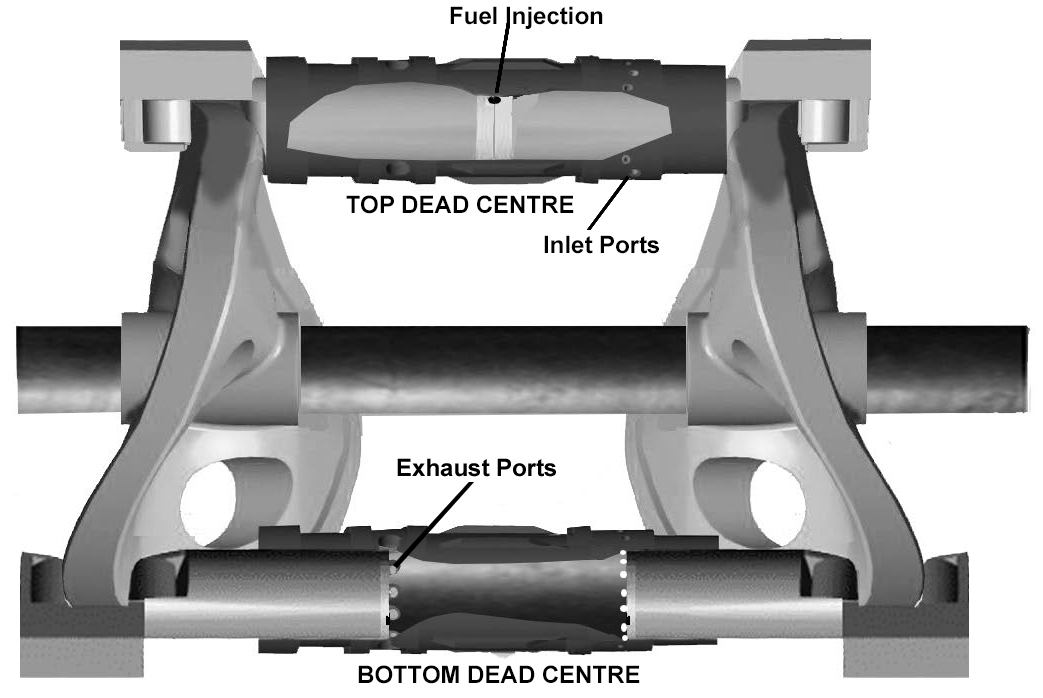 Fuel Injection
TOP DEAD CENTRE
Inlet Ports
Exhaust Ports
BOTTOM DEAD CENTRE